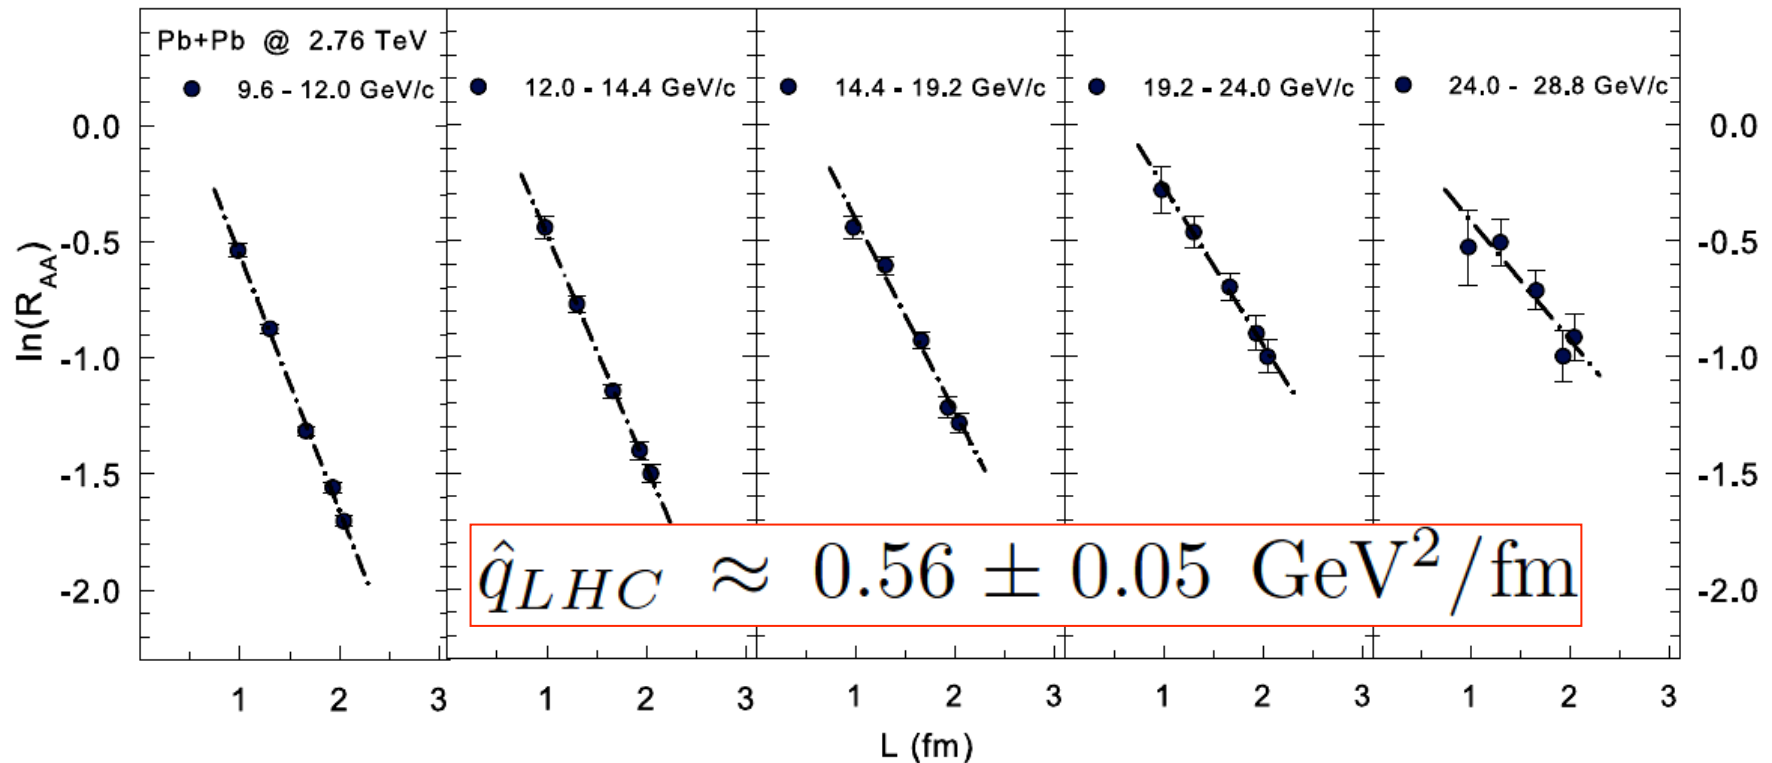 Pb+Pb @ 2.76 TeV
9.6 - 12.0 GeV/c
12.0 - 14.4 GeV/c
14.4 - 19.2 GeV/c
19.2 - 24.0 GeV/c
24.0 - 28.8 GeV/c
0.0
-0.5
-1.0
-1.5
-2.0
ln(R_AA)
0.0
-0.5
-1.0
-1.5
-2.0
q̂_LHC ≈ 0.56 ± 0.05 GeV²/fm
1 2 3 1 2 3 1 2 3 1 2 3 1 2 3
L (fm)